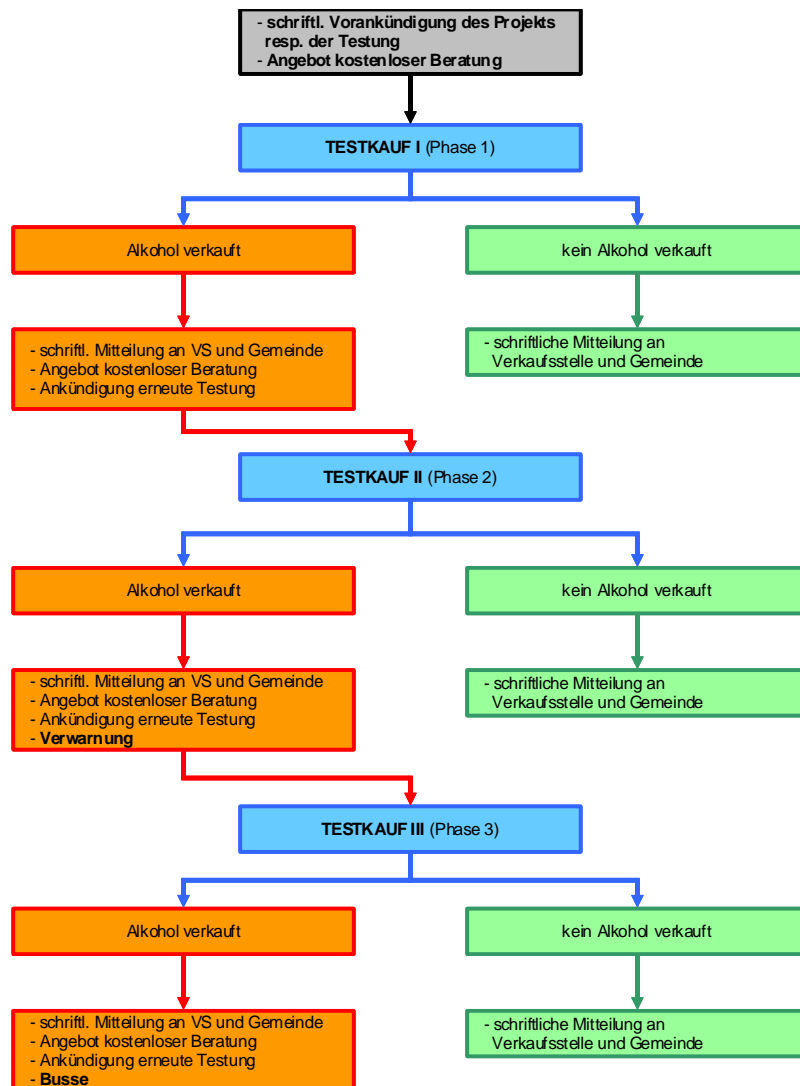 - schriftl. Vorankündigung des Projekts
resp. der Testung
- Angebot kostenloser Beratung
TESTKAUF I (Phase 1)
Alkohol verkauft
kein Alkohol verkauft
- schriftl. Mitteilung an VS und Gemeinde
- Angebot kostenloser Beratung
- Ankündigung erneute Testung
- schriftliche Mitteilung an
Verkaufsstelle und Gemeinde
TESTKAUF II (Phase 2)
Alkohol verkauft
kein Alkohol verkauft
- schriftl. Mitteilung an VS und Gemeinde
- Angebot kostenloser Beratung
- Ankündigung erneute Testung
- Verwarnung
- schriftliche Mitteilung an
Verkaufsstelle und Gemeinde
TESTKAUF III (Phase 3)
Alkohol verkauft
kein Alkohol verkauft
- schriftl. Mitteilung an VS und Gemeinde
- Angebot kostenloser Beratung
- Ankündigung erneute Testung
- Busse
- schriftliche Mitteilung an
Verkaufsstelle und Gemeinde